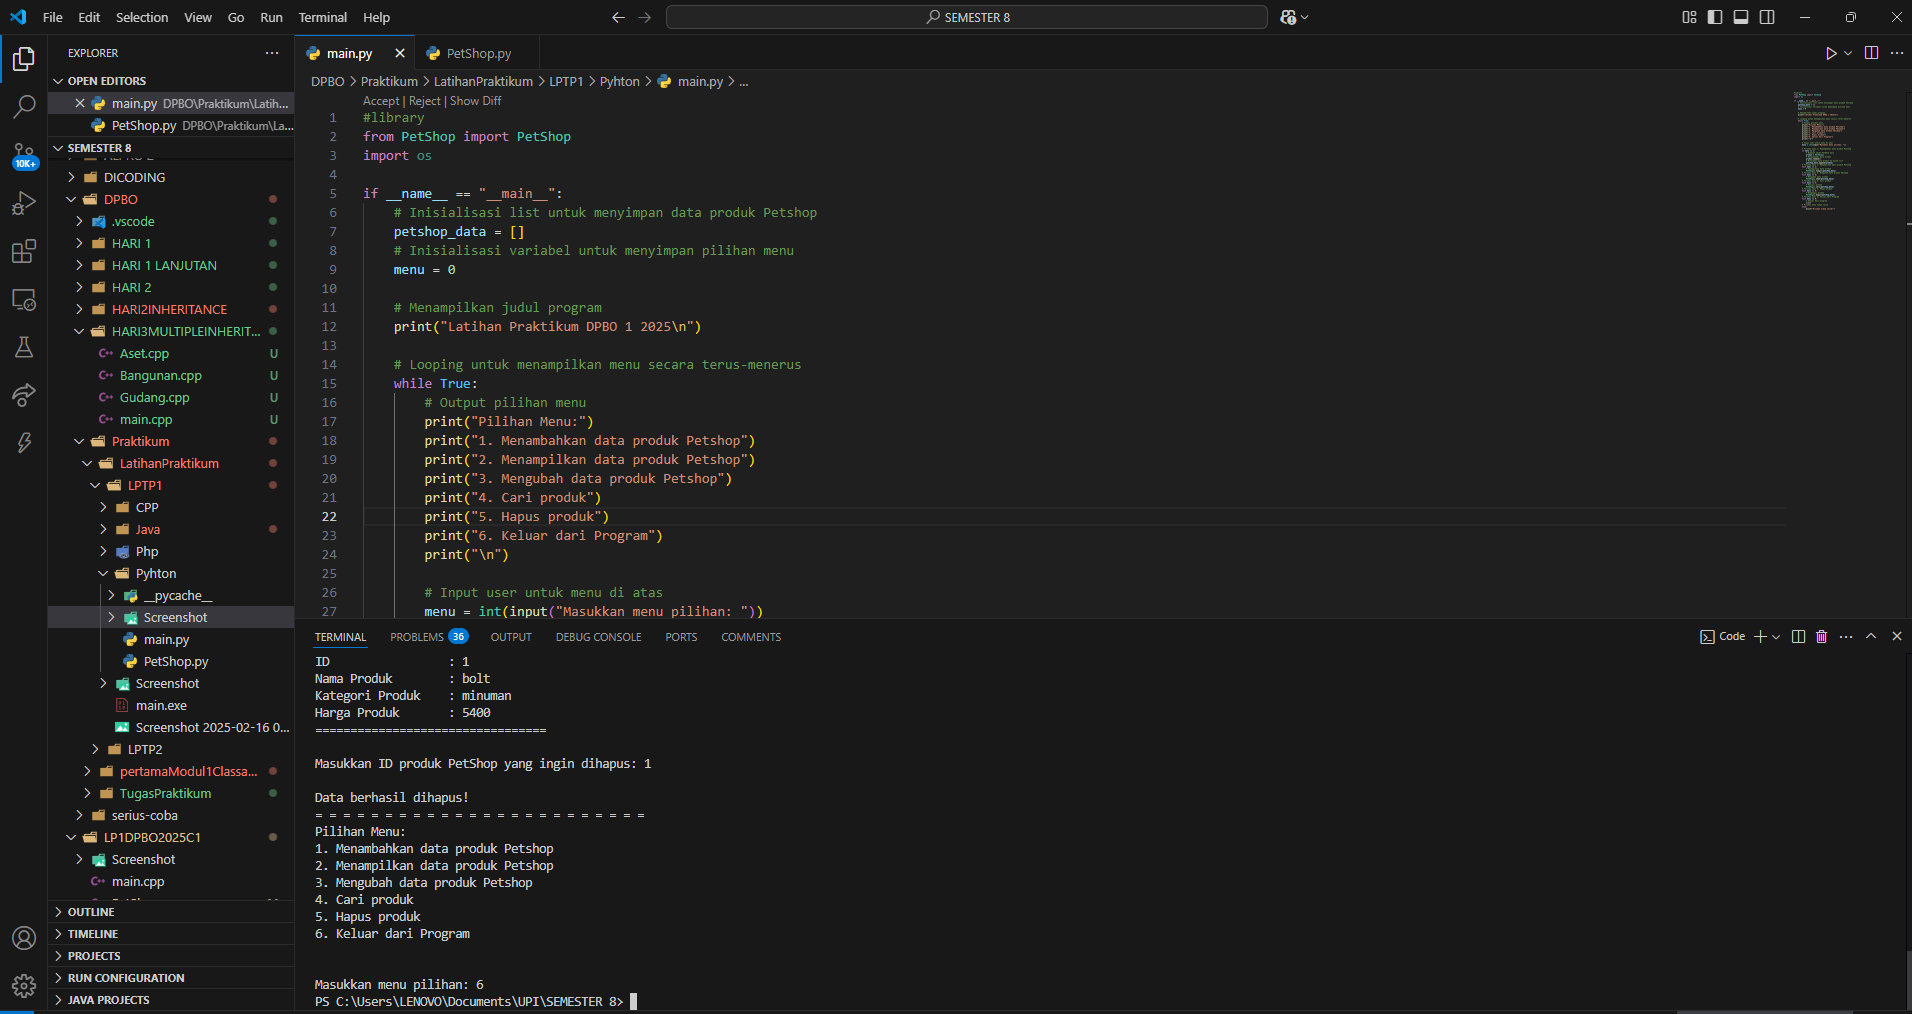 File Edit Selection View Go Run Terminal Help
SEMESTER 8
EXPLORER
OPEN EDITORS
main.py DPBO\Praktikum\Latih...
PetShop.py DPBO\Praktikum\La...
SEMESTER 8
DICODING
DPBO
.vscode
HARI 1
HARI 1 LANJUTAN
HARI 2
HARI2INHERITANCE
HARI3MULTIPLEINHERIT...
Aset.cpp U
Bangunan.cpp U
Gudang.cpp U
main.cpp U
Praktikum
LatihanPraktikum
LPTP1
CPP
Java
Php
Pyhton
__pycache__
Screenshot
main.py
PetShop.py
Screenshot
main.exe
Screenshot 2025-02-16 0...
LPTP2
pertamaModul1Classa...
TugasPraktikum
serius-coba
LP1DPBO2025C1
Screenshot
main.cpp
OUTLINE
TIMELINE
PROJECTS
RUN CONFIGURATION
JAVA PROJECTS
10K+
main.py
PetShop.py
DPBO > Praktikum > LatihanPraktikum > LPTP1 > Pyhton > main.py > ...
Accept | Reject | Show Diff
1 #library
2 from PetShop import PetShop
3 import os
4
5 if __name__ == "__main__":
6 # Inisialisasi list untuk menyimpan data produk Petshop
7 petshop_data = []
8 # Inisialisasi variabel untuk menyimpan pilihan menu
9 menu = 0
10
11 # Menampilkan judul program
12 print("Latihan Praktikum DPBO 1 2025\n")
13
14 # Looping untuk menampilkan menu secara terus-menerus
15 while True:
16 # Output pilihan menu
17 print("Pilihan Menu:")
18 print("1. Menambahkan data produk Petshop")
19 print("2. Menampilkan data produk Petshop")
20 print("3. Mengubah data produk Petshop")
21 print("4. Cari produk")
22 print("5. Hapus produk")
23 print("6. Keluar dari Program")
24 print("\n")
25
26 # Input user untuk menu di atas
27 menu = int(input("Masukkan menu pilihan: "))
TERMINAL PROBLEMS 36 OUTPUT DEBUG CONSOLE PORTS COMMENTS
Code
ID : 1
Nama Produk : bolt
Kategori Produk : minuman
Harga Produk : 5400
=================================
Masukkan ID produk PetShop yang ingin dihapus: 1
Data berhasil dihapus!
= = = = = = = = = = = = = = = = = = = = = = = =
Pilihan Menu:
1. Menambahkan data produk Petshop
2. Menampilkan data produk Petshop
3. Mengubah data produk Petshop
4. Cari produk
5. Hapus produk
6. Keluar dari Program
Masukkan menu pilihan: 6
PS C:\Users\LENOVO\Documents\UPI\SEMESTER 8>